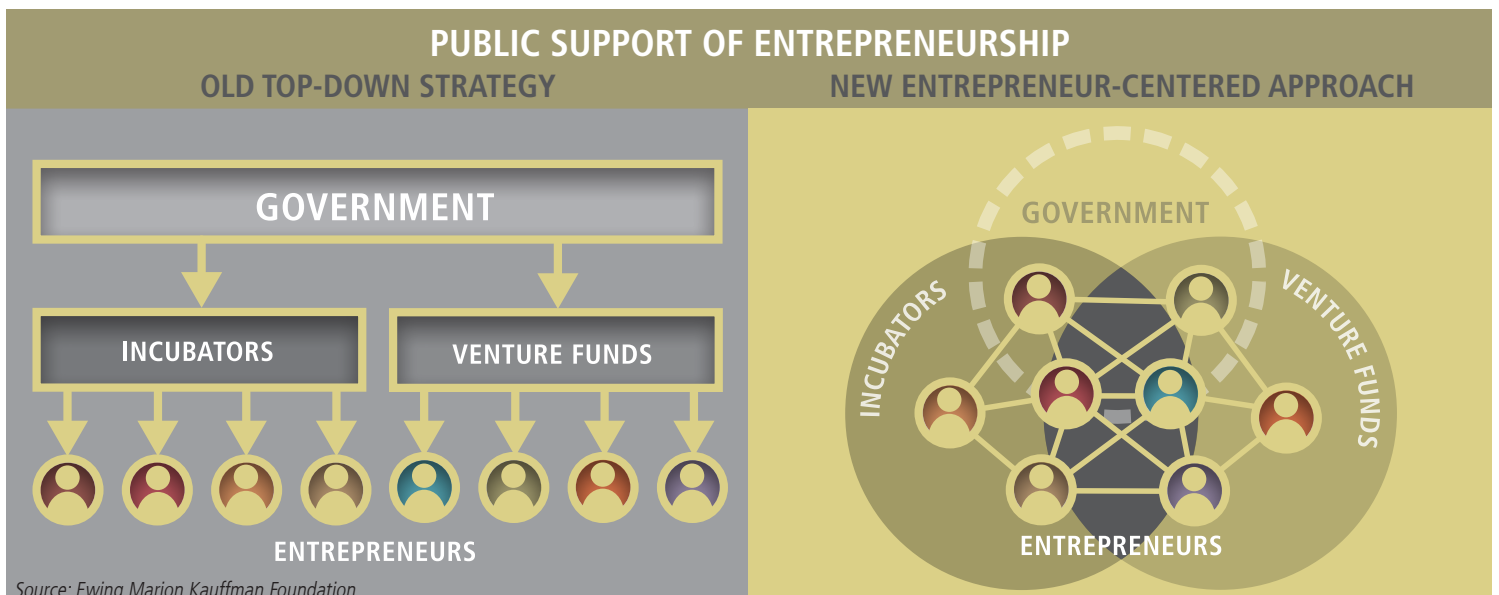 PUBLIC SUPPORT OF ENTREPRENEURSHIP
OLD TOP-DOWN STRATEGY
GOVERNMENT
INCUBATORS
VENTURE FUNDS
ENTREPRENEURS
Source: Ewing Marion Kauffman Foundation
NEW ENTREPRENEUR-CENTERED APPROACH
GOVERNMENT
INCUBATORS
VENTURE FUNDS
ENTREPRENEURS